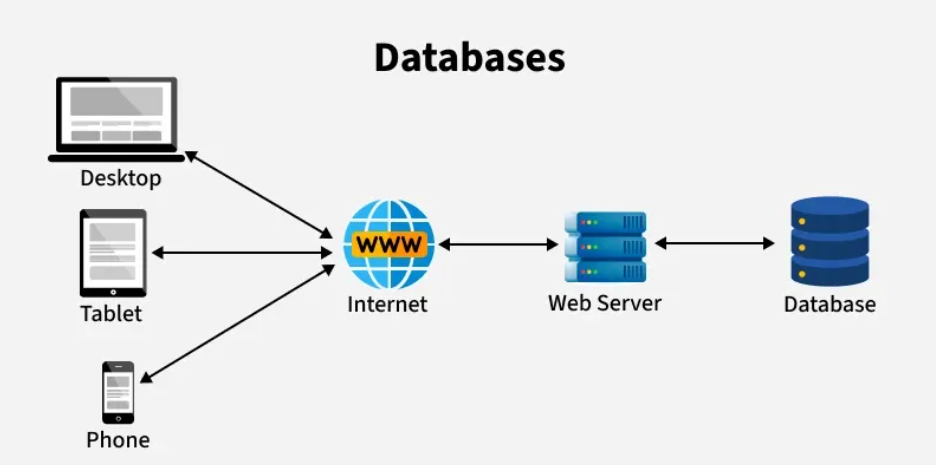 Databases
Desktop
Tablet
Phone
WWW
Internet
Web Server
Database